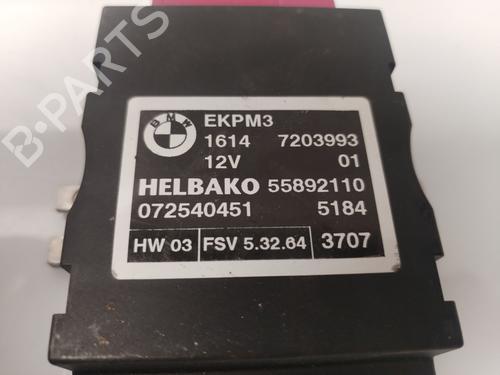 BMW
EKPM3
1614 7203993
12V 01
HELBAKO 55892110
072540451 5184
HW 03 FSV 5.32.64 3707
B-PARTS